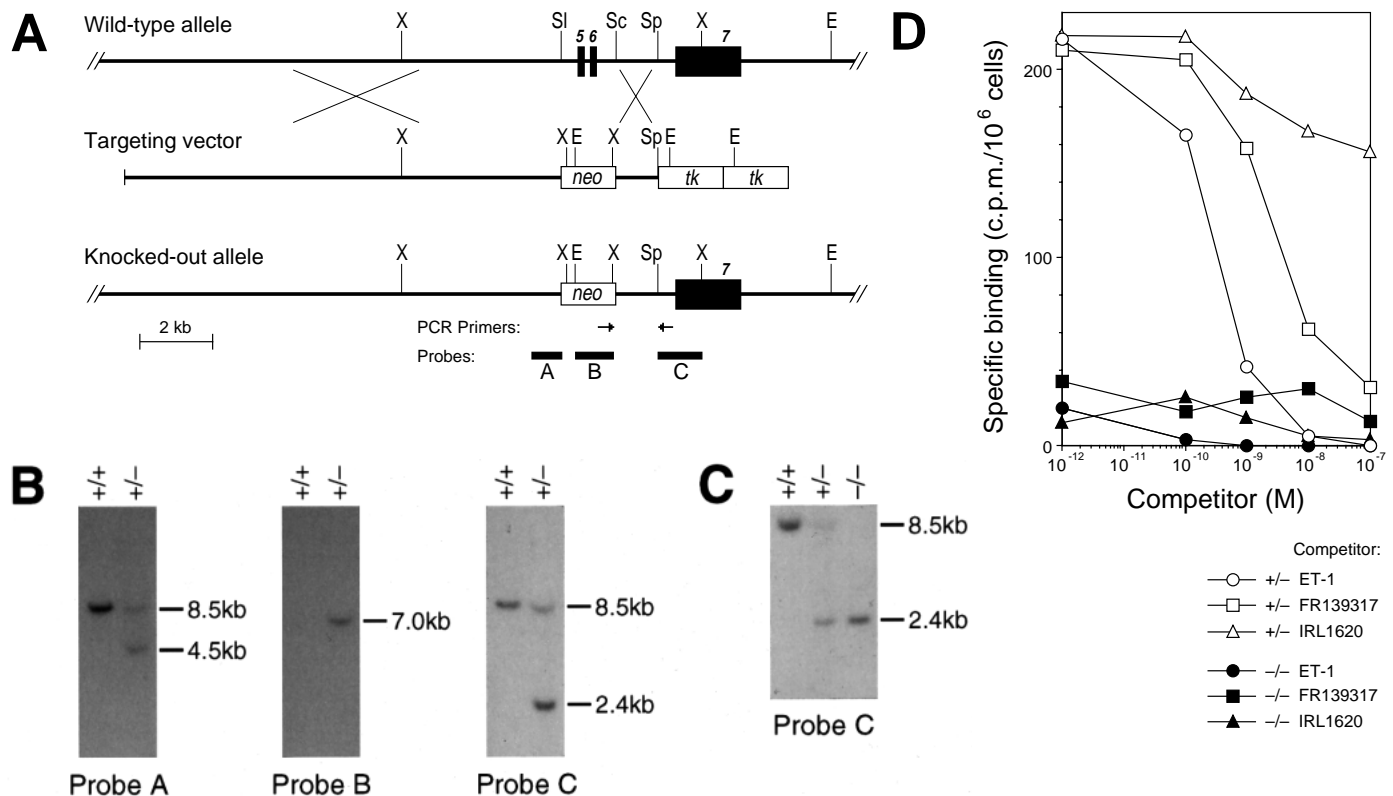 A
Wild-type allele
X
Sl
5
6
Sc
Sp
X
7
E
Targeting vector
X
X
E
X
Sp
E
E
neo
tk
tk
Knocked-out allele
X
X
E
X
Sp
X
7
E
neo
2 kb
PCR Primers:
Probes:
A
B
C
B
+/+
+/−
8.5kb
4.5kb
Probe A
+/+
+/−
7.0kb
Probe B
+/+
+/−
8.5kb
2.4kb
Probe C
C
+/+
+/−
−/−
8.5kb
2.4kb
Probe C
D
Specific binding (c.p.m./10⁶ cells)
200
100
0
10⁻¹²
10⁻¹¹
10⁻¹⁰
10⁻⁹
10⁻⁸
10⁻⁷
Competitor (M)
Competitor:
+/− ET-1
+/− FR139317
+/− IRL1620
−/− ET-1
−/− FR139317
−/− IRL1620